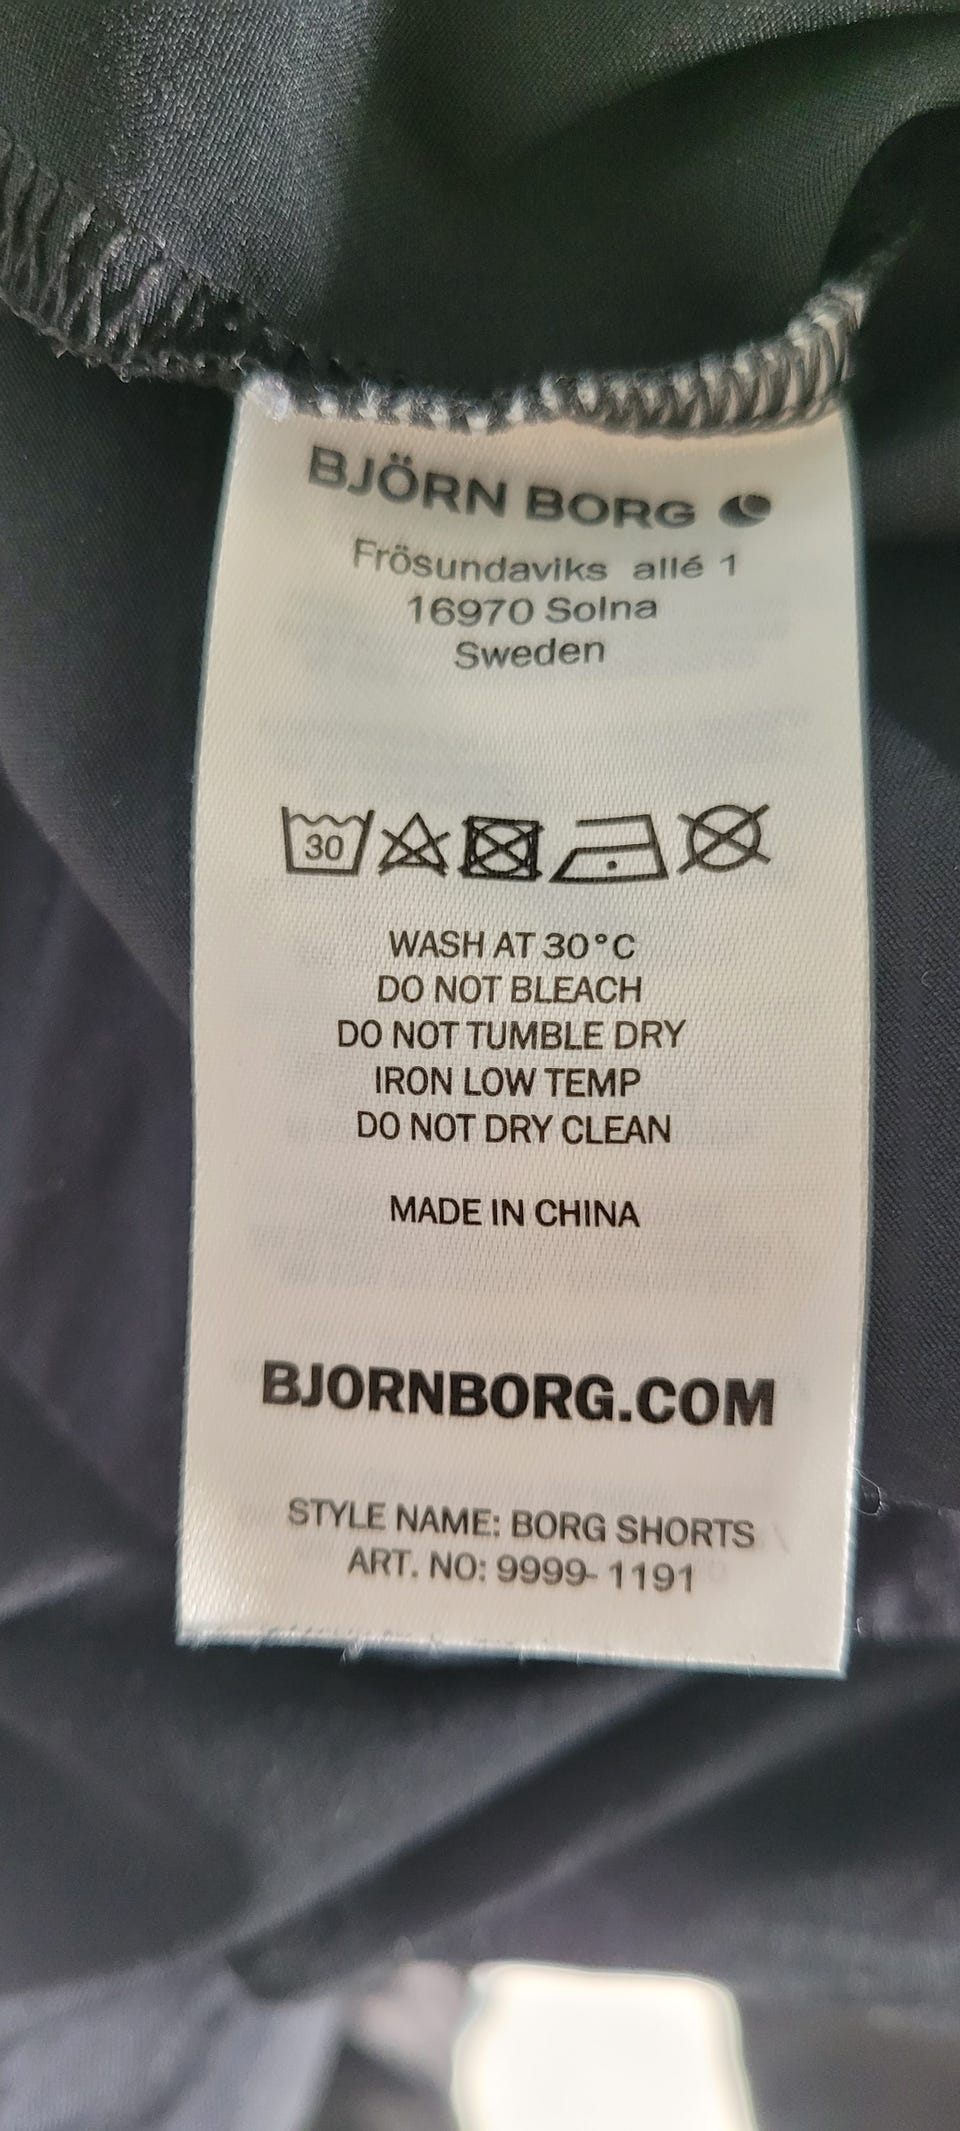 BJÖRN BORG
Frösundaviks allé 1
16970 Solna
Sweden
30
WASH AT 30°C
DO NOT BLEACH
DO NOT TUMBLE DRY
IRON LOW TEMP
DO NOT DRY CLEAN
MADE IN CHINA
BJORNBORG.COM
STYLE NAME: BORG SHORTS
ART. NO: 9999-1191